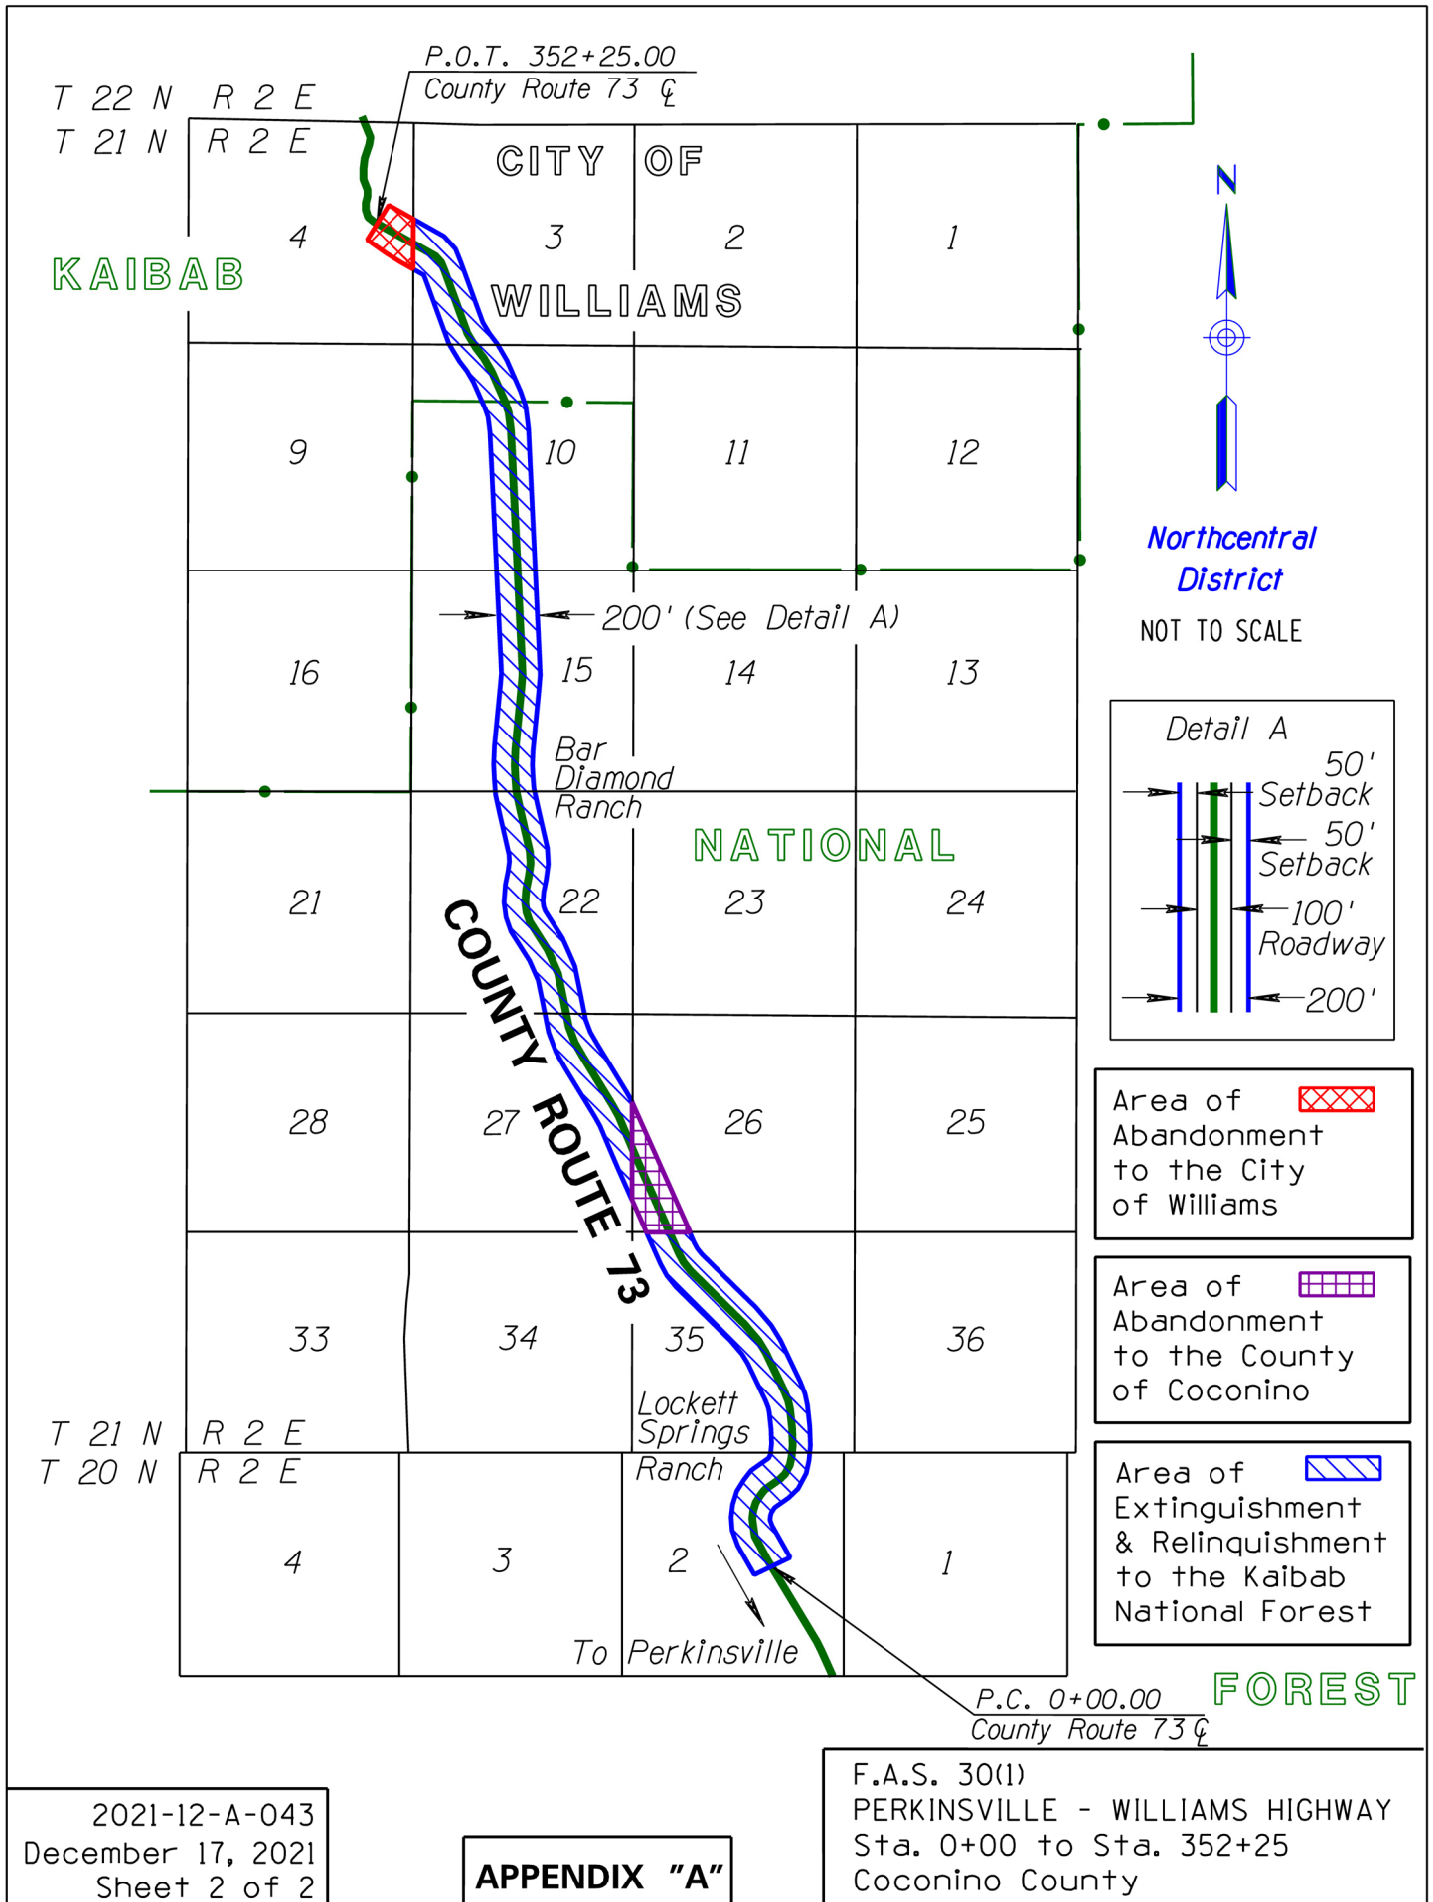 P.O.T. 352+25.00
County Route 73 ℄
T 22 N R 2 E
T 21 N R 2 E
CITY OF
WILLIAMS
KAIBAB
4
3
2
1
N
9
10
11
12
Northcentral
District
NOT TO SCALE
200' (See Detail A)
16
15
14
13
Bar
Diamond
Ranch
NATIONAL
Detail A
50'
Setback
50'
Setback
100'
Roadway
200'
21
22
23
24
COUNTY ROUTE 73
28
27
26
25
Area of
Abandonment
to the City
of Williams
Area of
Abandonment
to the County
of Coconino
33
34
35
36
Lockett
Springs
Ranch
T 21 N R 2 E
T 20 N R 2 E
Area of
Extinguishment
& Relinquishment
to the Kaibab
National Forest
4
3
2
1
To Perkinsville
FOREST
P.C. 0+00.00
County Route 73 ℄
2021-12-A-043
December 17, 2021
Sheet 2 of 2
APPENDIX "A"
F.A.S. 30(1)
PERKINSVILLE - WILLIAMS HIGHWAY
Sta. 0+00 to Sta. 352+25
Coconino County